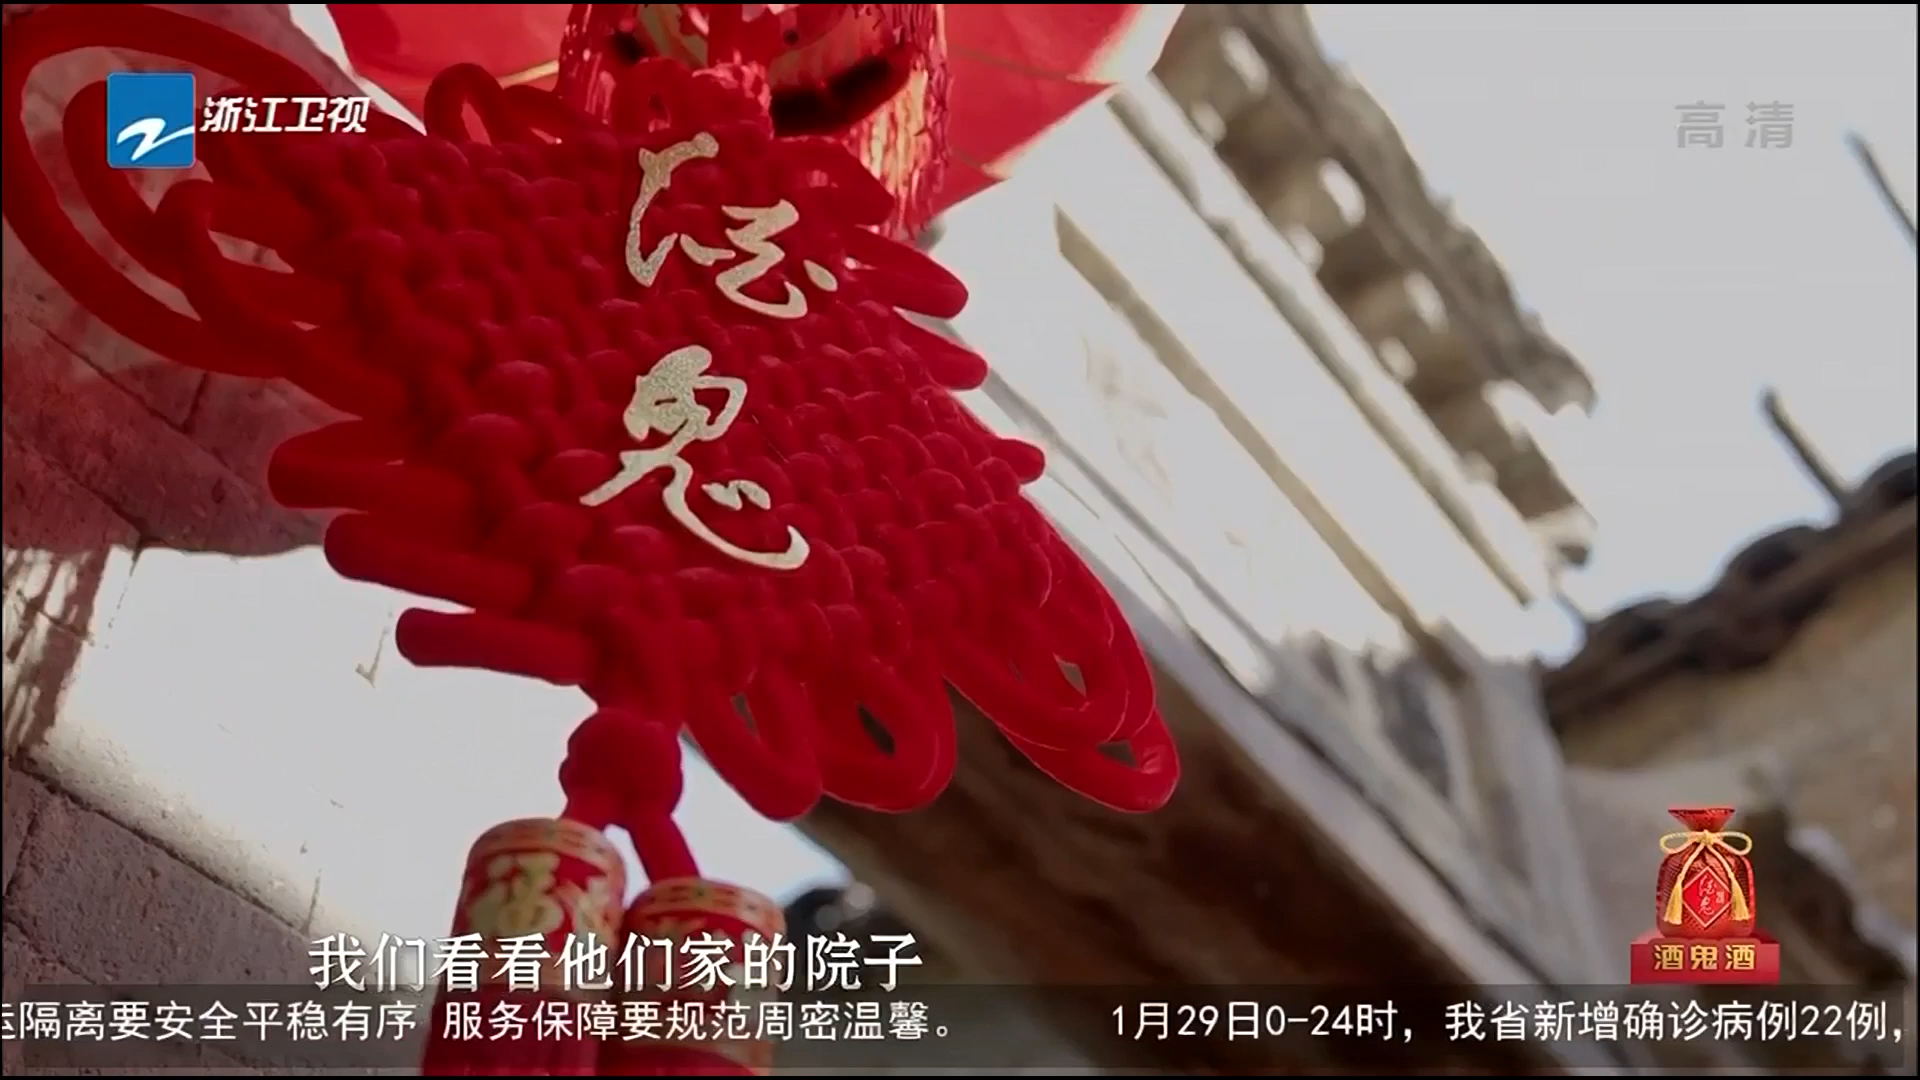 浙江卫视
高清
酒
鬼
福
酒鬼
酒鬼酒
我们看看他们家的院子
隔离要安全平稳有序 服务保障要规范周密温馨。 1月29日0-24时，我省新增确诊病例22例，